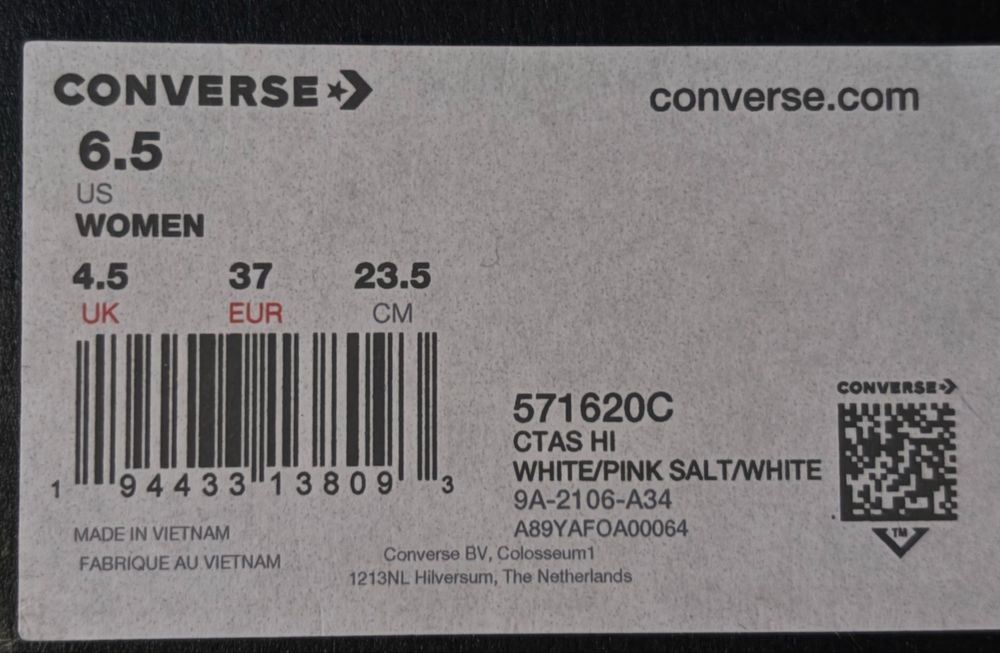 CONVERSE
converse.com
6.5
US
WOMEN
4.5 37 23.5
UK EUR CM
1 94433 13809 3
571620C
CTAS HI
WHITE/PINK SALT/WHITE
9A-2106-A34
A89YAFOA00064
CONVERSE
TM
MADE IN VIETNAM
FABRIQUE AU VIETNAM
Converse BV, Colosseum1
1213NL Hilversum, The Netherlands